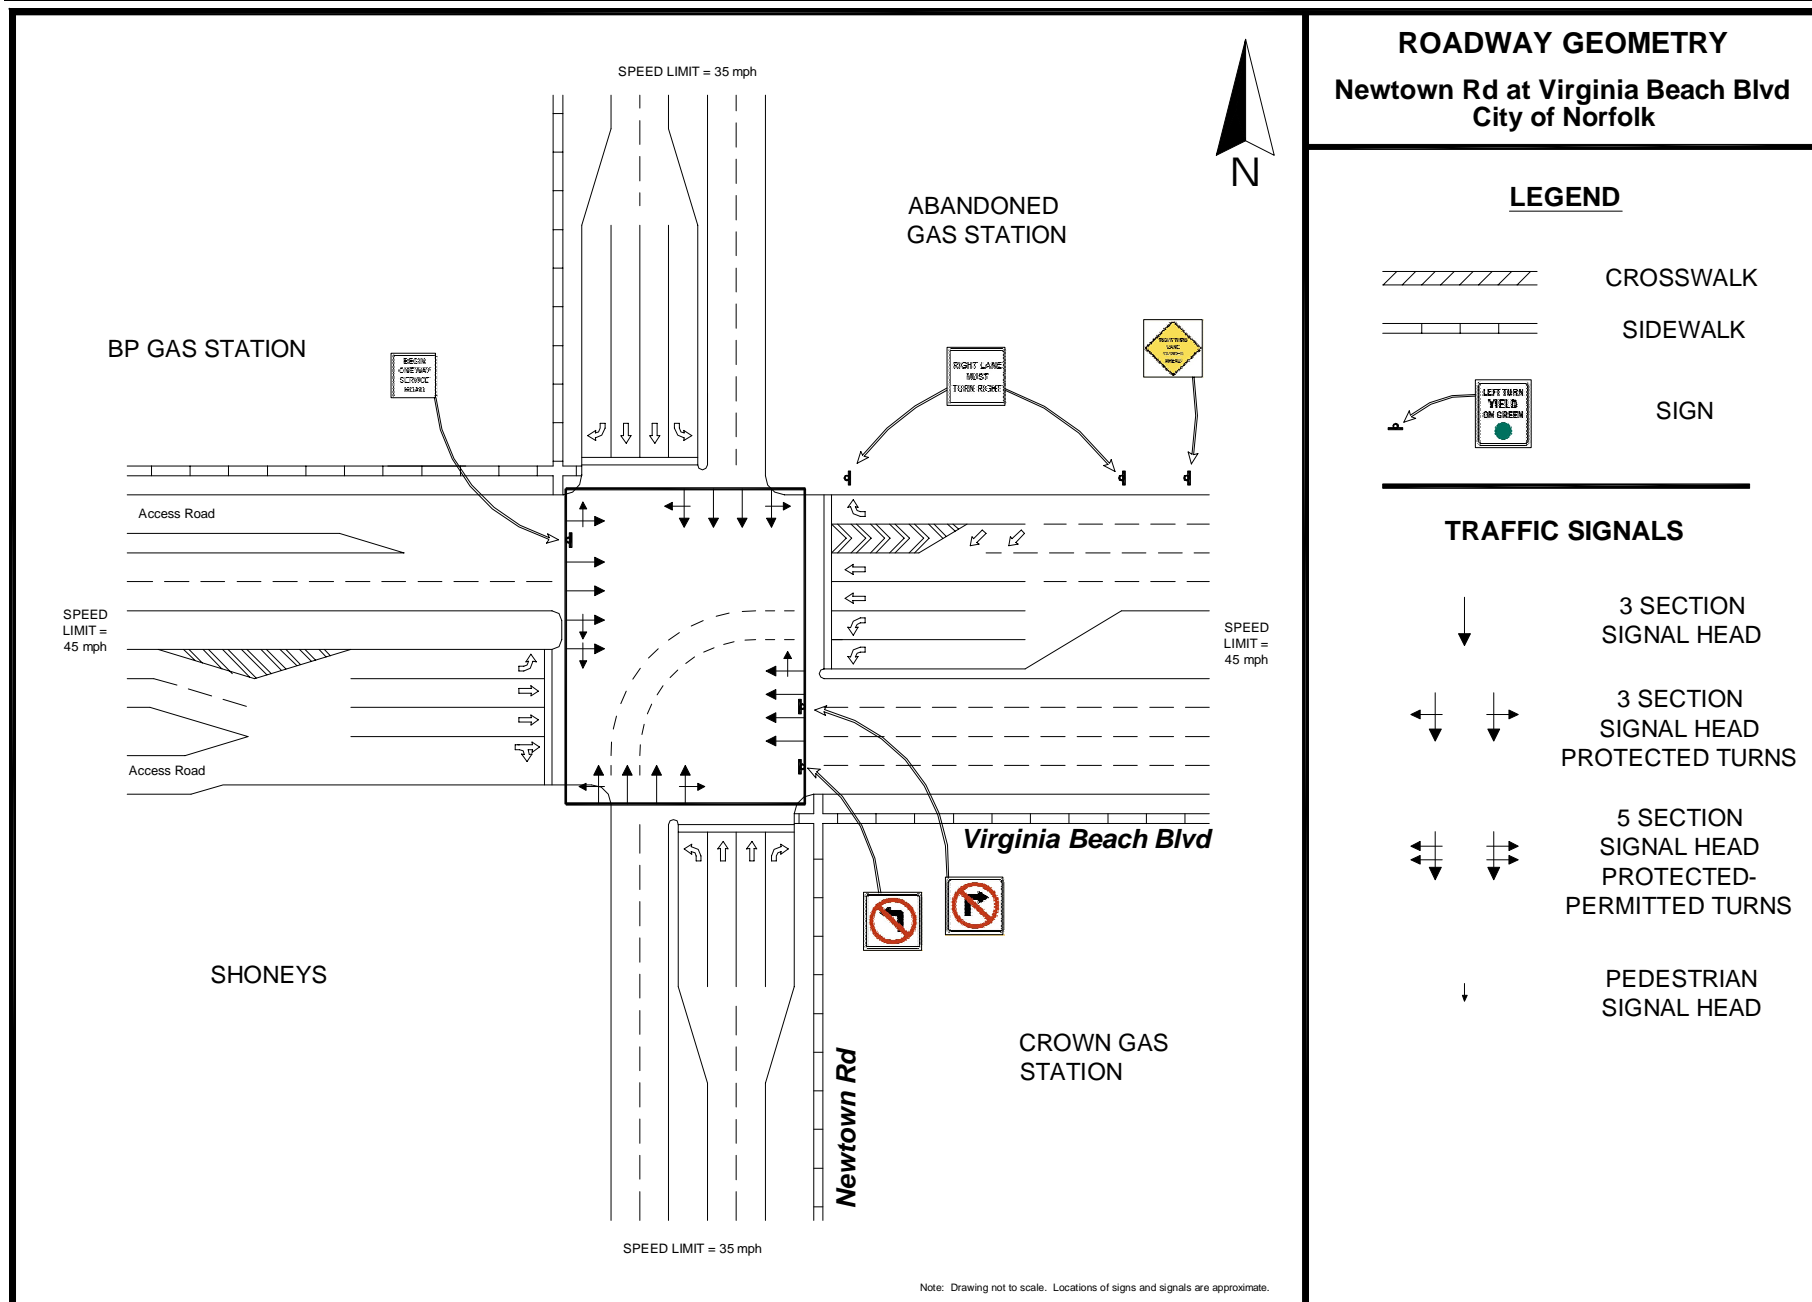 SPEED LIMIT = 35 mph
ROADWAY GEOMETRY
Newtown Rd at Virginia Beach Blvd
City of Norfolk
N
LEGEND
CROSSWALK
SIDEWALK
LEFT TURN
YIELD
ON GREEN
SIGN
ABANDONED
GAS STATION
BP GAS STATION
BEGIN
ONE WAY
SERVICE
ROAD
RIGHT LANE
MUST
TURN RIGHT
Access Road
SPEED
LIMIT =
45 mph
SPEED
LIMIT =
45 mph
Access Road
Virginia Beach Blvd
SHONEYS
CROWN GAS
STATION
Newtown Rd
SPEED LIMIT = 35 mph
Note: Drawing not to scale. Locations of signs and signals are approximate.
TRAFFIC SIGNALS
3 SECTION
SIGNAL HEAD
3 SECTION
SIGNAL HEAD
PROTECTED TURNS
5 SECTION
SIGNAL HEAD
PROTECTED-
PERMITTED TURNS
PEDESTRIAN
SIGNAL HEAD